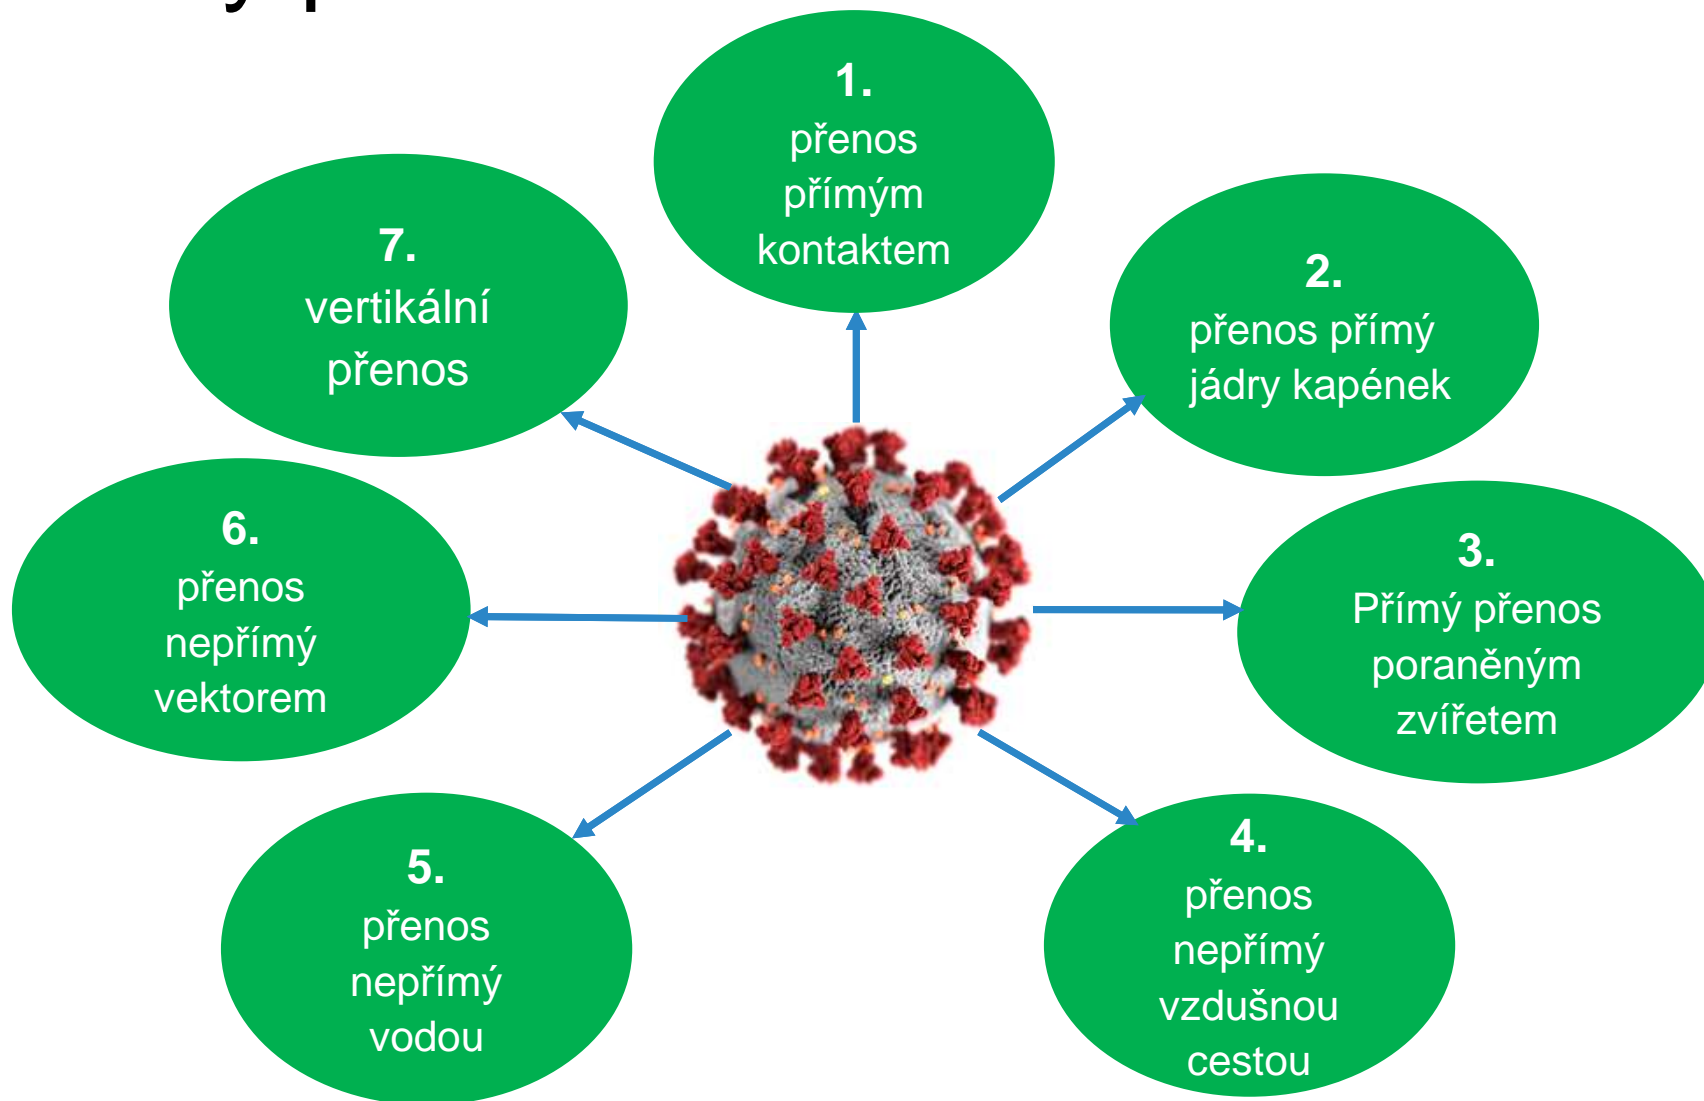 1.
přenos
přímým
kontaktem
2.
přenos přímý
jádry kapének
3.
Přímý přenos
poraněným
zvířetem
4.
přenos
nepřímý
vzdušnou
cestou
5.
přenos
nepřímý
vodou
6.
přenos
nepřímý
vektorem
7.
vertikální
přenos